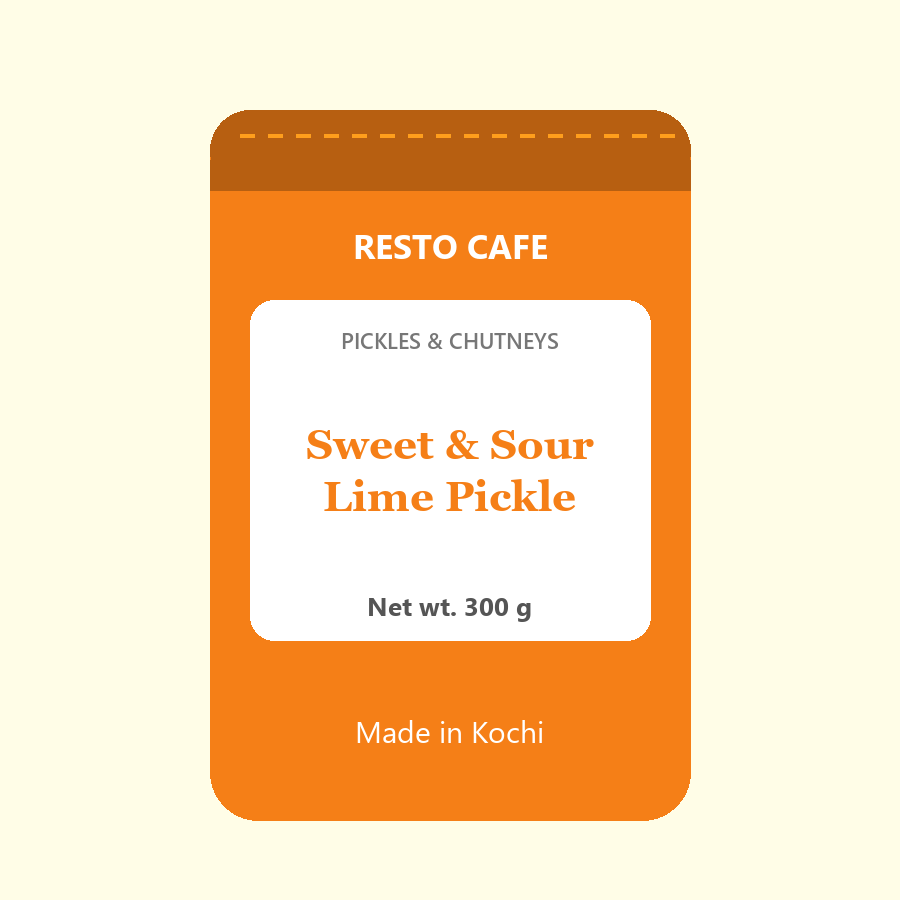 RESTO CAFE
PICKLES & CHUTNEYS
Sweet & Sour
Lime Pickle
Net wt. 300 g
Made in Kochi